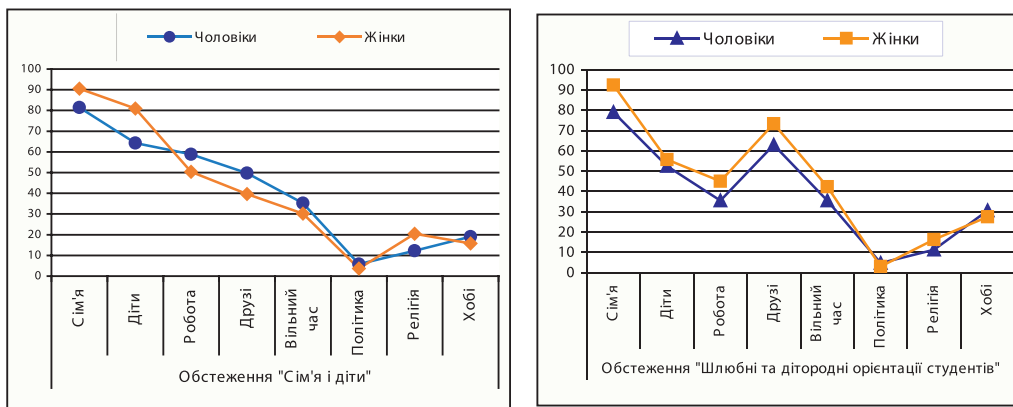 Чоловіки Жінки
100
90
80
70
60
50
40
30
20
10
0
Сім'я
Діти
Робота
Друзі
Вільний
час
Політика
Релігія
Хобі
Обстеження "Сім'я і діти"
Чоловіки Жінки
100
90
80
70
60
50
40
30
20
10
0
Сім'я
Діти
Робота
Друзі
Вільний
час
Політика
Релігія
Хобі
Обстеження "Шлюбні та дітородні орієнтації студентів"